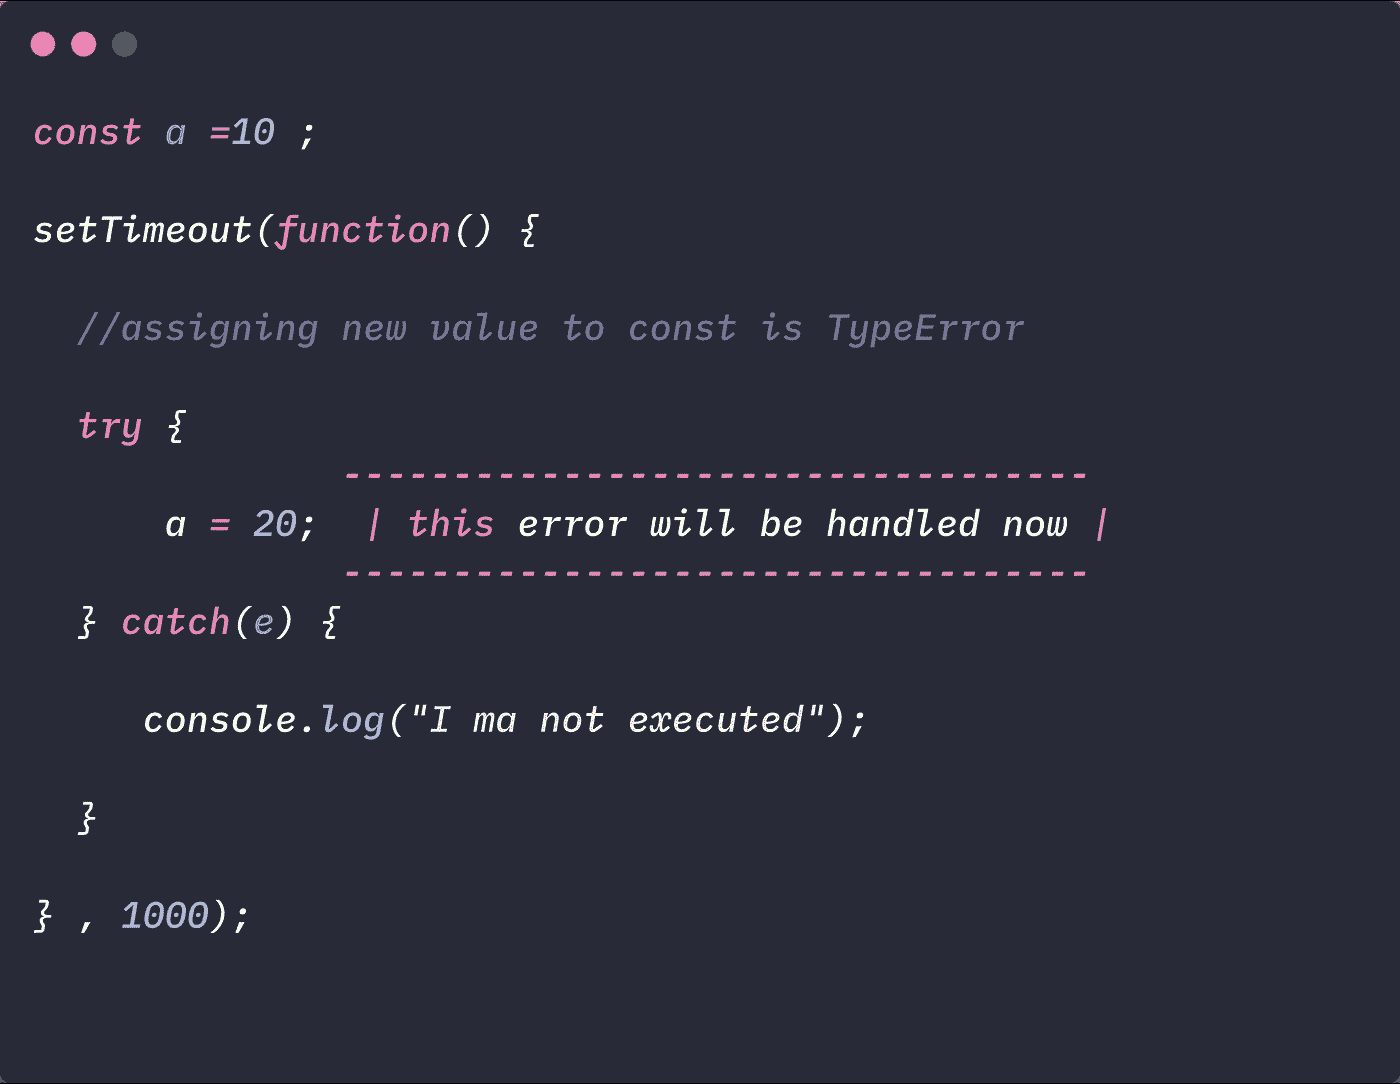 const a =10 ;
setTimeout(function() {
//assigning new value to const is TypeError
try {
----------------------------------
a = 20; | this error will be handled now |
----------------------------------
} catch(e) {
console.log("I ma not executed");
}
} , 1000);